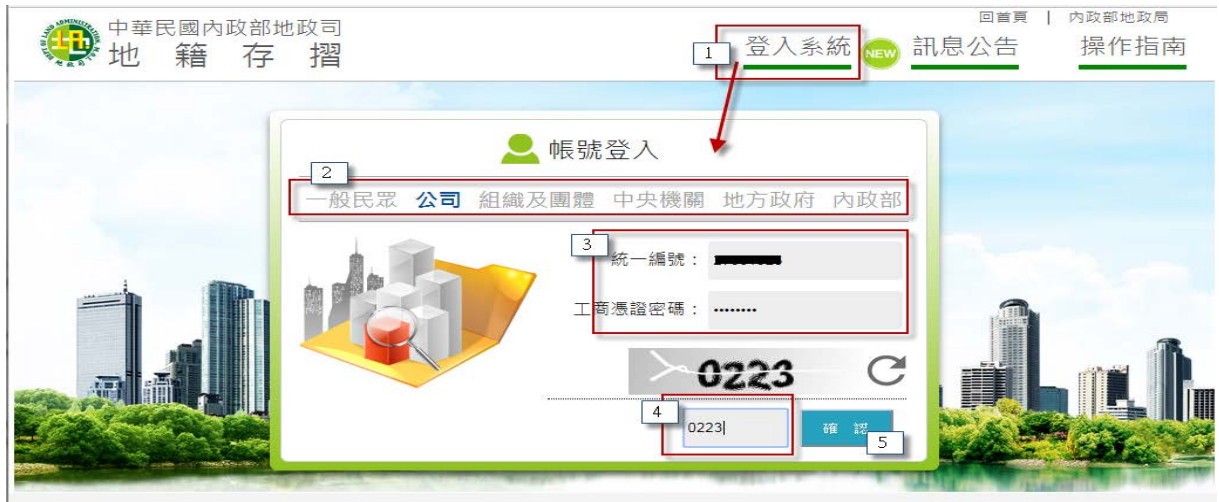 回首頁 | 內政部地政局
中華民國內政部地政司
地籍存摺
1 登入系統 NEW 訊息公告 操作指南
帳號登入
2
一般民眾 公司 組織及團體 中央機關 地方政府 內政部
3
統一編號：
工商憑證密碼： ········
0223
4
0223 確認
5